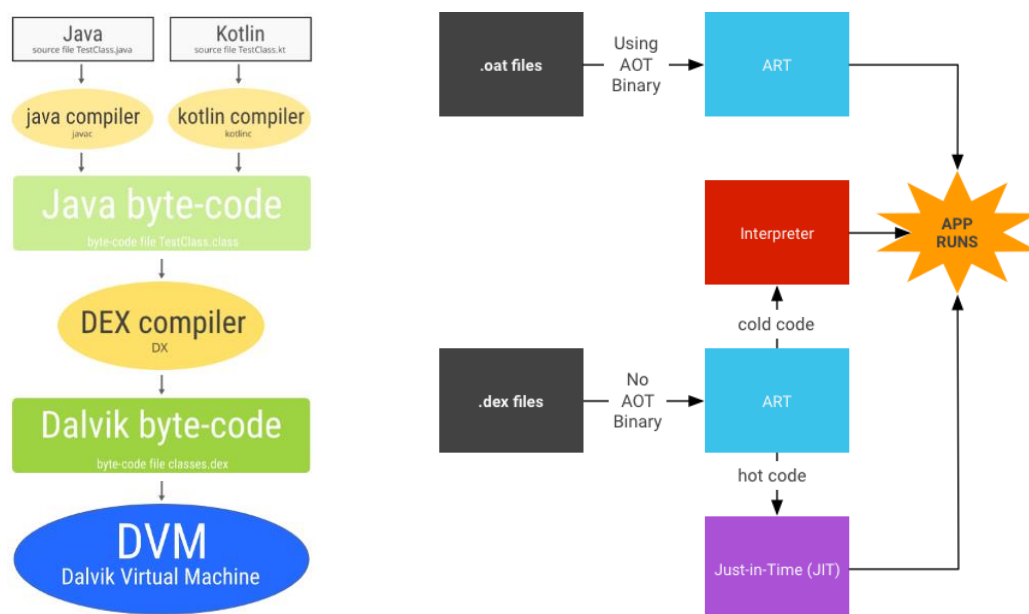 Java
source file TestClass.java
Kotlin
source file TestClass.kt
java compiler
javac
kotlin compiler
kotlinc
Java byte-code
byte-code file TestClass.class
DEX compiler
DX
Dalvik byte-code
byte-code file classes.dex
DVM
Dalvik Virtual Machine
.oat files
Using
AOT
Binary
ART
Interpreter
APP
RUNS
cold code
.dex files
No
AOT
Binary
ART
hot code
Just-in-Time (JIT)